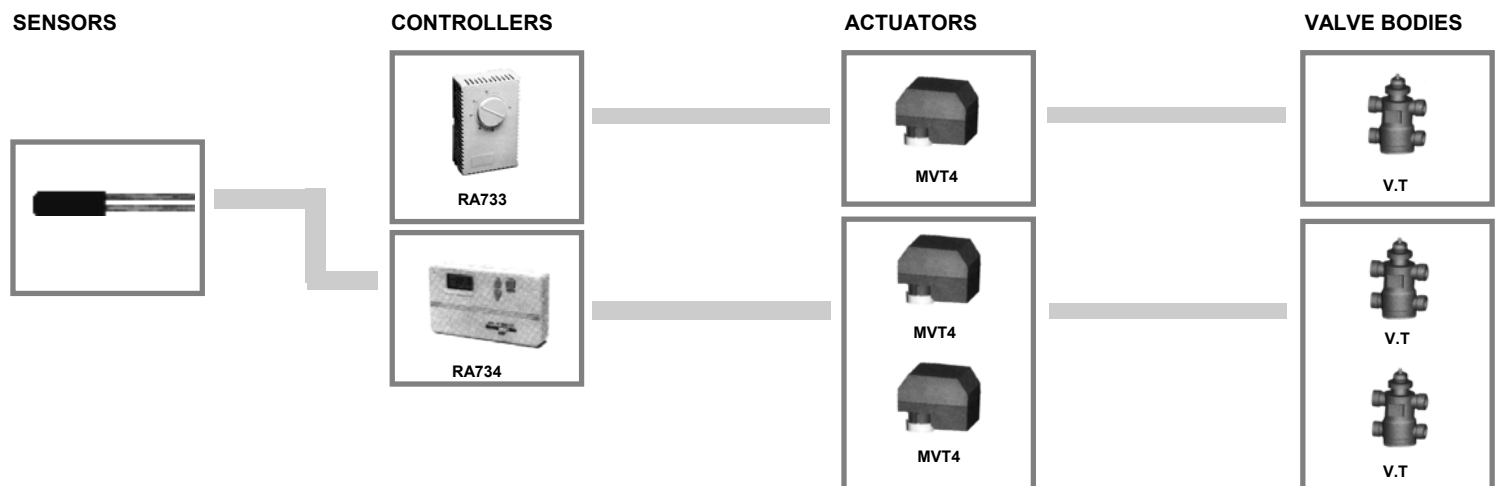 SENSORS
CONTROLLERS
ACTUATORS
VALVE BODIES
RA733
MVT4
V.T
RA734
MVT4
V.T
MVT4
V.T